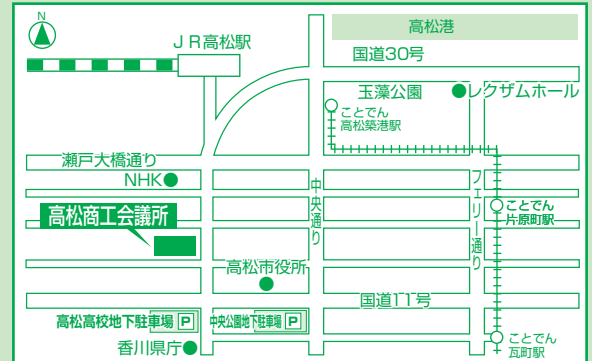 N
高松港
JR高松駅
国道30号
玉藻公園
レクザムホール
ことでん
高松築港駅
瀬戸大橋通り
NHK
中央通り
フェリー通り
ことでん
片原町駅
高松商工会議所
高松市役所
国道11号
高松高校地下駐車場 P
中央公園地下駐車場 P
香川県庁
ことでん
瓦町駅